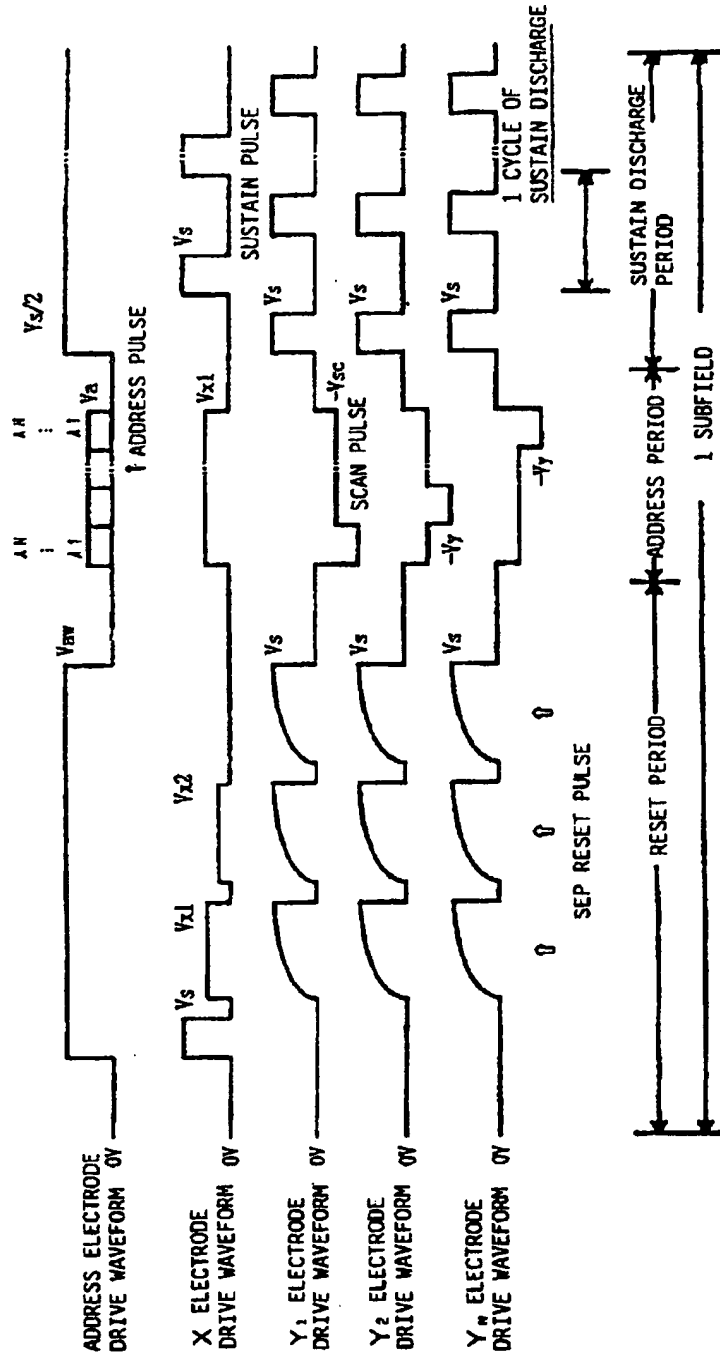 ADDRESS ELECTRODE
DRIVE WAVEFORM 0V
Vaw
AN
⋮
A1
AN
⋮
A1
Va
Vs/2
⇑ ADDRESS PULSE
X ELECTRODE
DRIVE WAVEFORM 0V
Vs
Vx1
Vx2
Vx1
Vs
SUSTAIN PULSE
Y1 ELECTRODE
DRIVE WAVEFORM 0V
Vs
-Vsc
Vs
SCAN PULSE
Y2 ELECTRODE
DRIVE WAVEFORM 0V
Vs
-Vy
Vs
YN ELECTRODE
DRIVE WAVEFORM 0V
Vs
-Vy
Vs
1 CYCLE OF
SUSTAIN DISCHARGE
⇧ ⇧ ⇧
SEP RESET PULSE
RESET PERIOD
ADDRESS PERIOD
SUSTAIN DISCHARGE
PERIOD
1 SUBFIELD